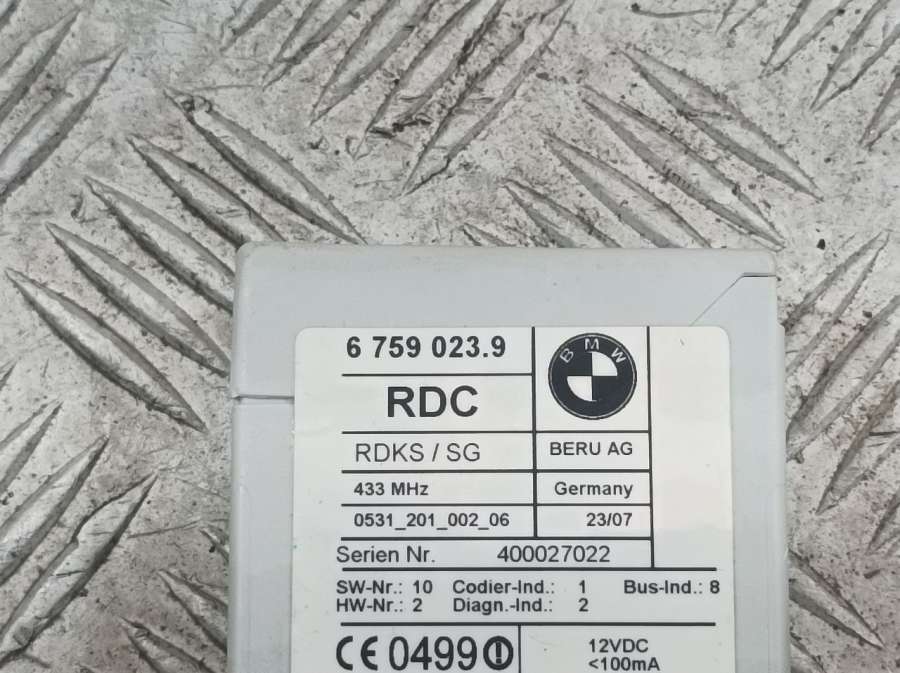 6 759 023.9
BMW
RDC
RDKS / SG
BERU AG
433 MHz
Germany
0531_201_002_06
23/07
Serien Nr. 400027022
SW-Nr.: 10 Codier-Ind.: 1 Bus-Ind.: 8
HW-Nr.: 2 Diagn.-Ind.: 2
CE 0499
12VDC
<100mA